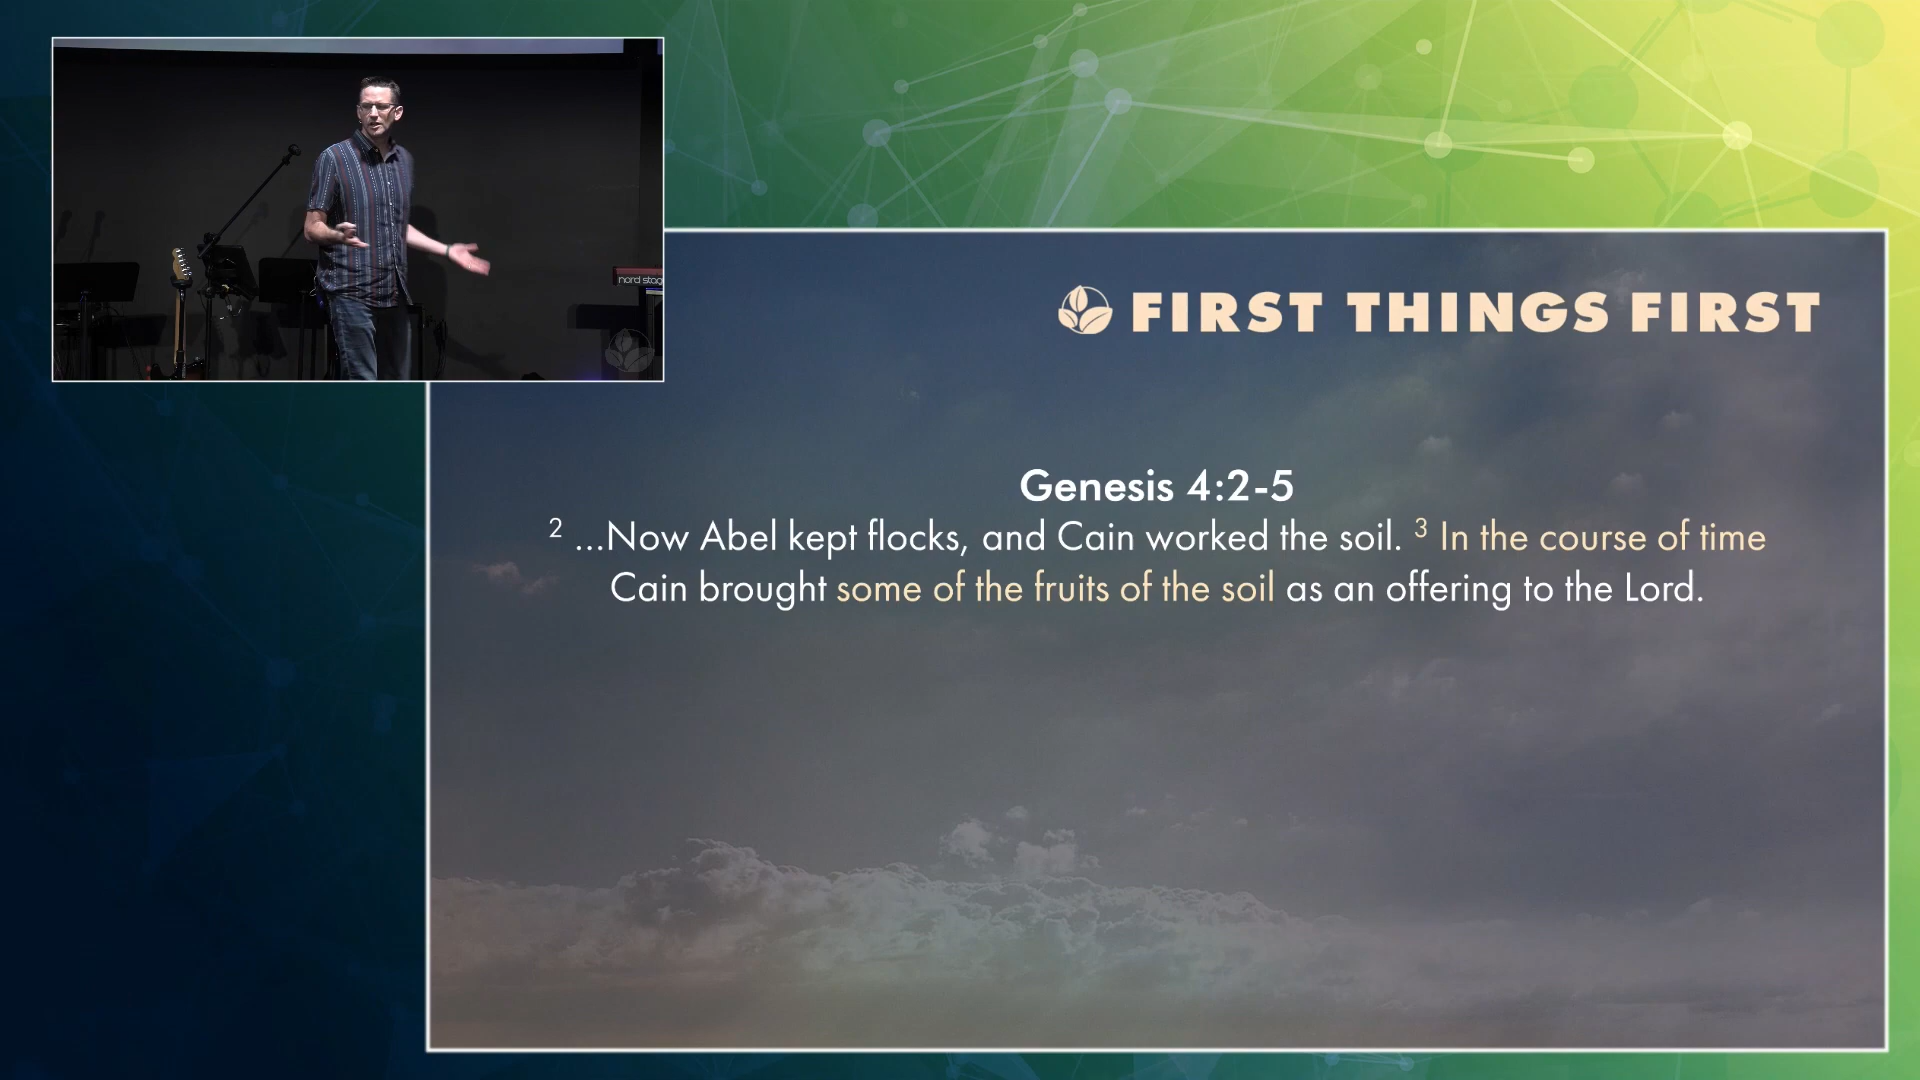 nord stag
FIRST THINGS FIRST
Genesis 4:2-5
2 ...Now Abel kept flocks, and Cain worked the soil. 3 In the course of time
Cain brought some of the fruits of the soil as an offering to the Lord.